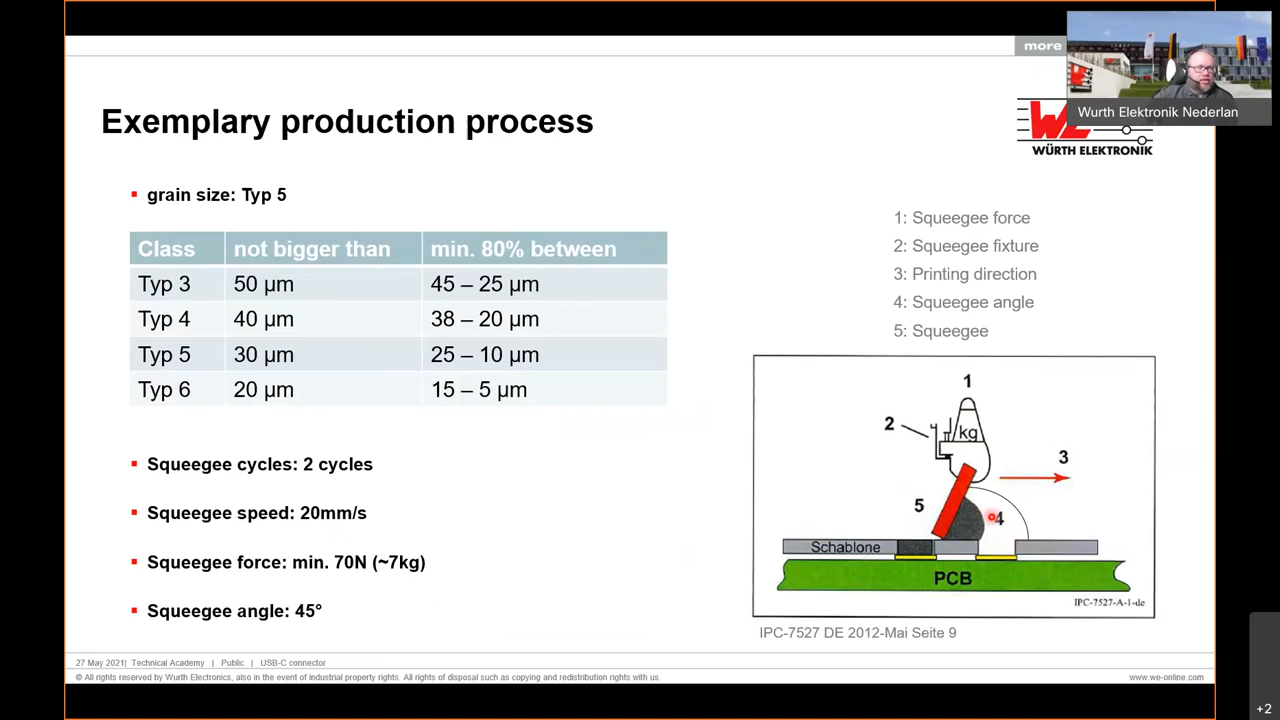 more
Wurth Elektronik Nederlan
Exemplary production process
WÜRTH ELEKTRONIK
grain size: Typ 5
Class not bigger than min. 80% between
Typ 3 50 µm 45 – 25 µm
Typ 4 40 µm 38 – 20 µm
Typ 5 30 µm 25 – 10 µm
Typ 6 20 µm 15 – 5 µm
Squeegee cycles: 2 cycles
Squeegee speed: 20mm/s
Squeegee force: min. 70N (~7kg)
Squeegee angle: 45°
1: Squeegee force
2: Squeegee fixture
3: Printing direction
4: Squeegee angle
5: Squeegee
1
2
kg
3
5
4
Schablone
PCB
IPC-7527-A-1-de
IPC-7527 DE 2012-Mai Seite 9
27 May 2021| Technical Academy | Public | USB-C connector
© All rights reserved by Wurth Electronics, also in the event of industrial property rights. All rights of disposal such as copying and redistribution rights with us.
www.we-online.com
+2